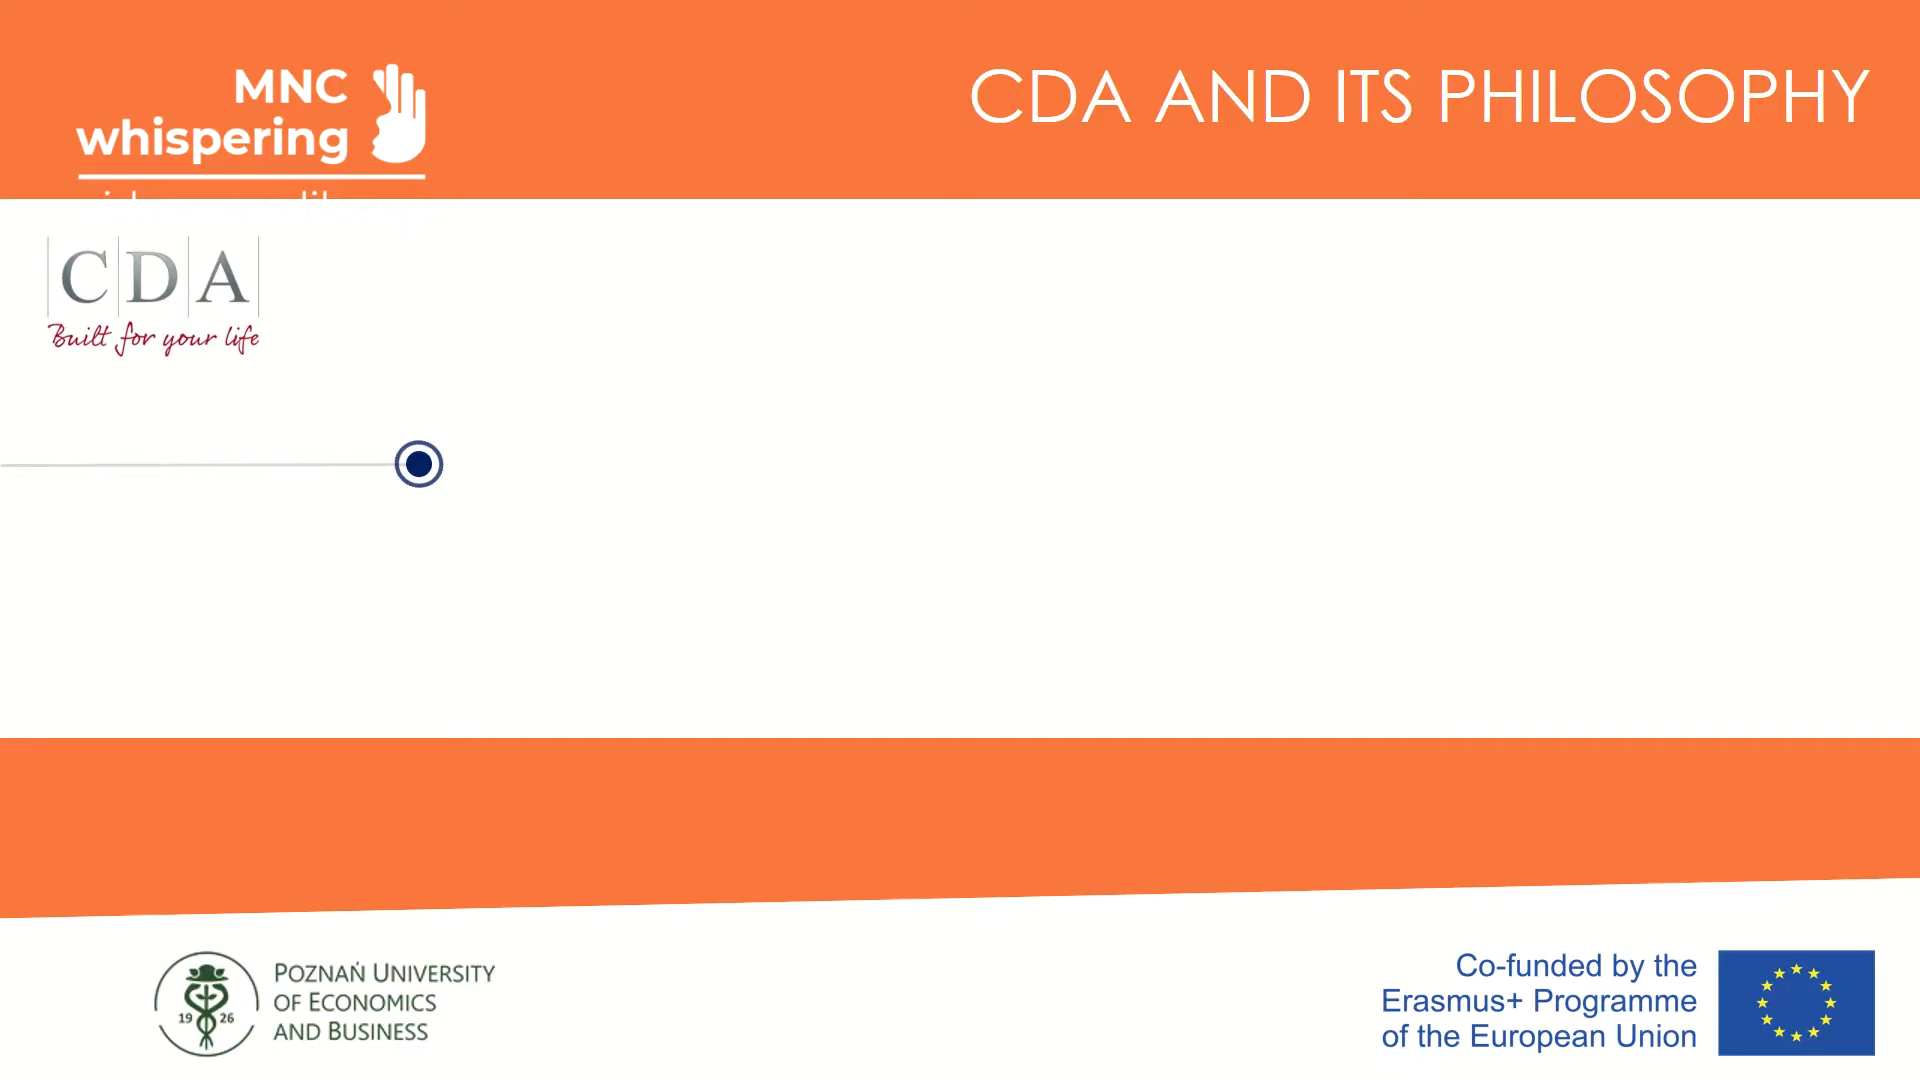 MNC
whispering
CDA AND ITS PHILOSOPHY
CDA
Built for your life
19 26
POZNAŃ UNIVERSITY
OF ECONOMICS
AND BUSINESS
Co-funded by the
Erasmus+ Programme
of the European Union